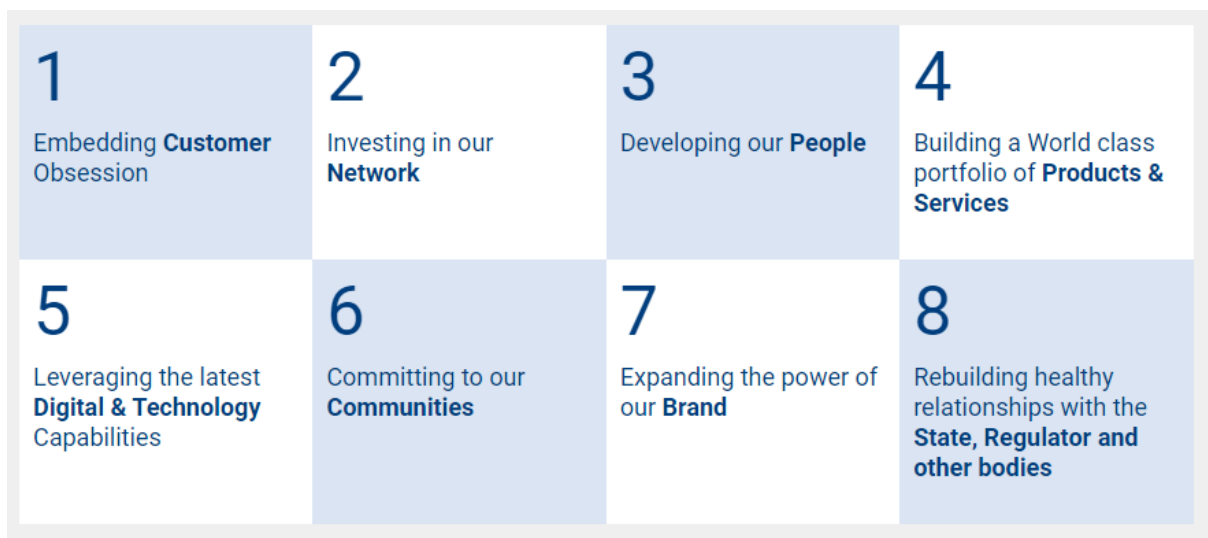 1
Embedding Customer
Obsession
2
Investing in our
Network
3
Developing our People
4
Building a World class
portfolio of Products &
Services
5
Leveraging the latest
Digital & Technology
Capabilities
6
Committing to our
Communities
7
Expanding the power of
our Brand
8
Rebuilding healthy
relationships with the
State, Regulator and
other bodies